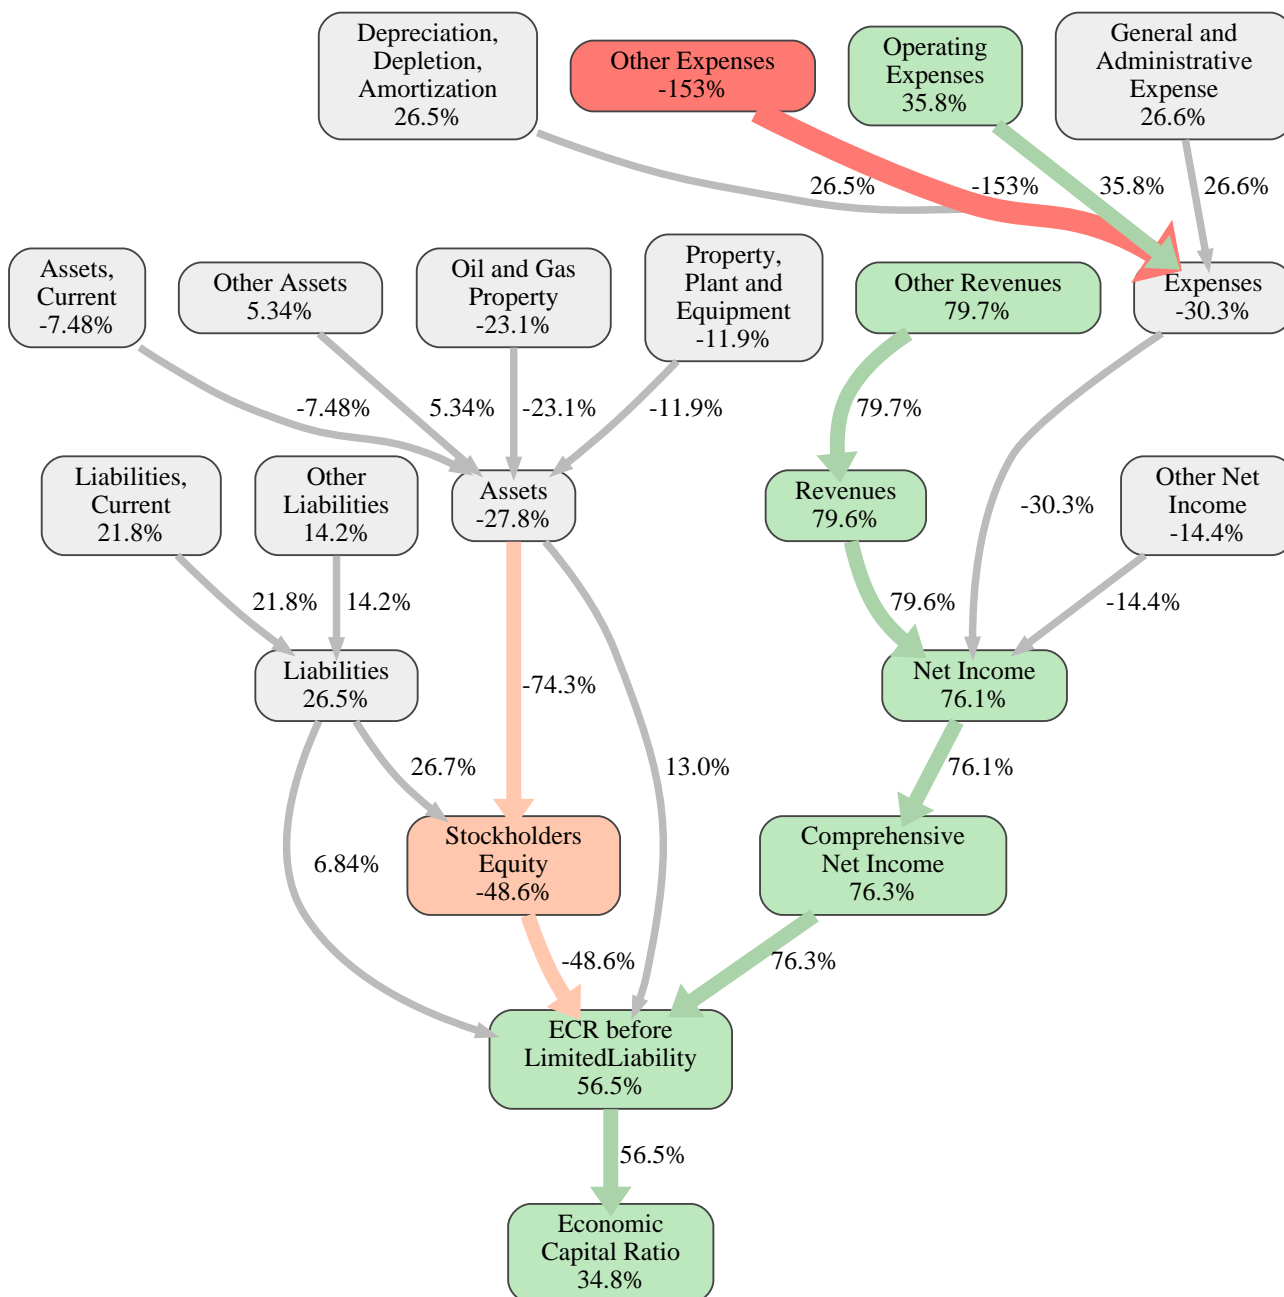 Depreciation,
Depletion,
Amortization
26.5%
Other Expenses
-153%
Operating
Expenses
35.8%
General and
Administrative
Expense
26.6%
26.5%
-153%
35.8%
26.6%
Assets,
Current
-7.48%
Other Assets
5.34%
Oil and Gas
Property
-23.1%
Property,
Plant and
Equipment
-11.9%
Other Revenues
79.7%
Expenses
-30.3%
-7.48%
5.34%
-23.1%
-11.9%
79.7%
Liabilities,
Current
21.8%
Other
Liabilities
14.2%
Assets
-27.8%
Revenues
79.6%
-30.3%
Other Net
Income
-14.4%
21.8%
14.2%
79.6%
-14.4%
Liabilities
26.5%
-74.3%
Net Income
76.1%
26.7%
13.0%
76.1%
6.84%
Stockholders
Equity
-48.6%
Comprehensive
Net Income
76.3%
-48.6%
76.3%
ECR before
LimitedLiability
56.5%
56.5%
Economic
Capital Ratio
34.8%